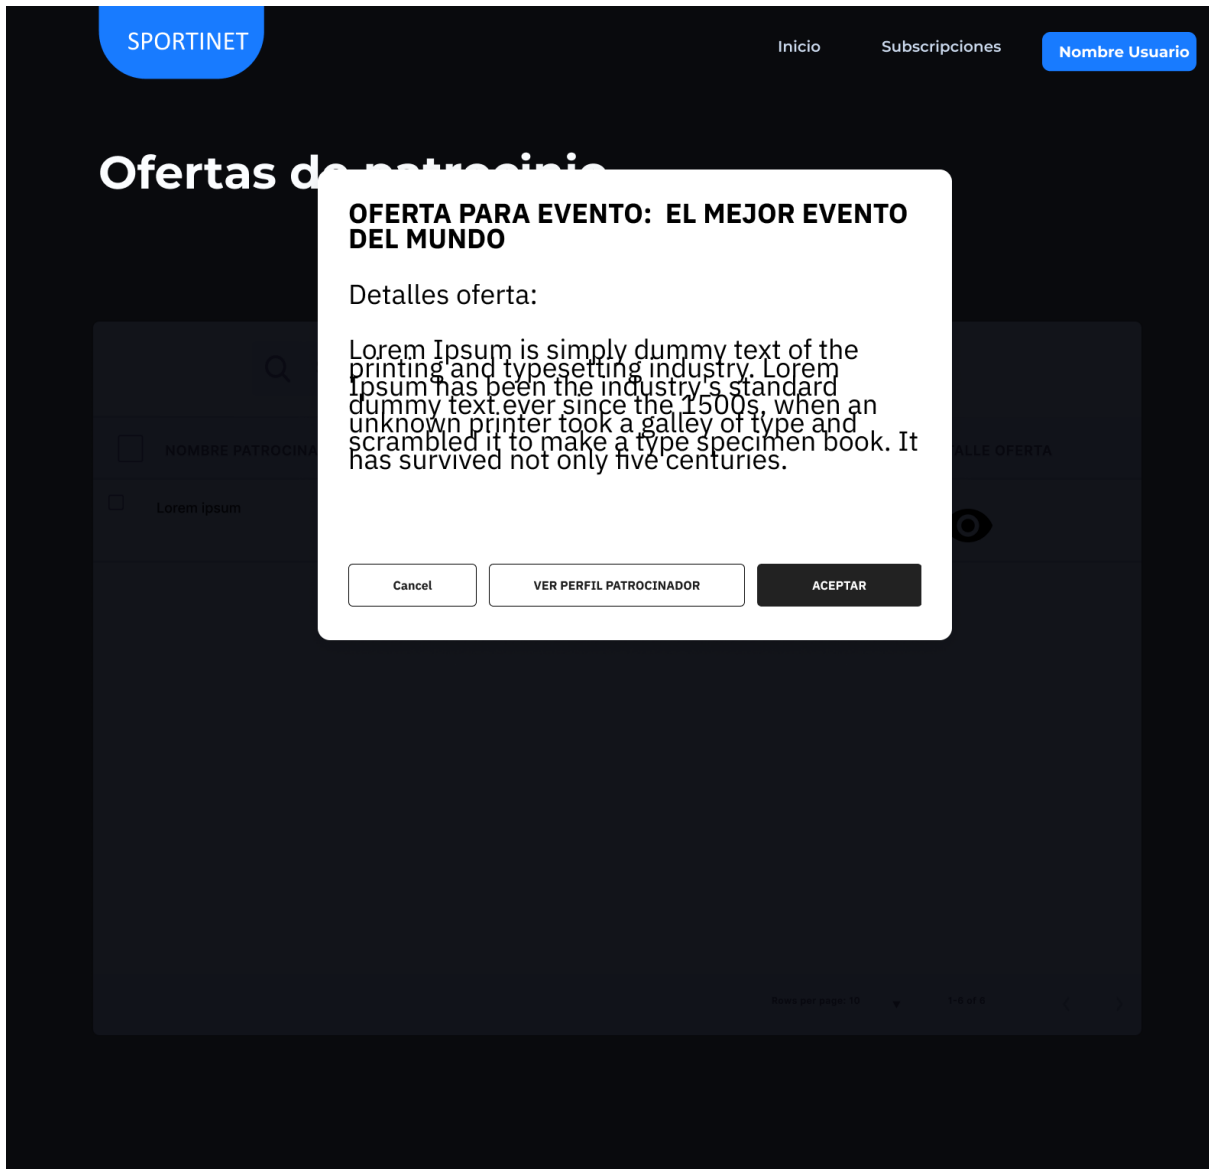 SPORTINET
Inicio
Subscripciones
Nombre Usuario
Ofertas de patrocinio
OFERTA PARA EVENTO: EL MEJOR EVENTO
DEL MUNDO
Detalles oferta:
Lorem Ipsum is simply dummy text of the
printing and typesetting industry. Lorem
Ipsum has been the industry's standard
dummy text ever since the 1500s, when an
unknown printer took a galley of type and
scrambled it to make a type specimen book. It
has survived not only five centuries.
NOMBRE PATROCINA
ALLE OFERTA
Lorem ipsum
Cancel
VER PERFIL PATROCINADOR
ACEPTAR
Rows per page: 10
1-6 of 6